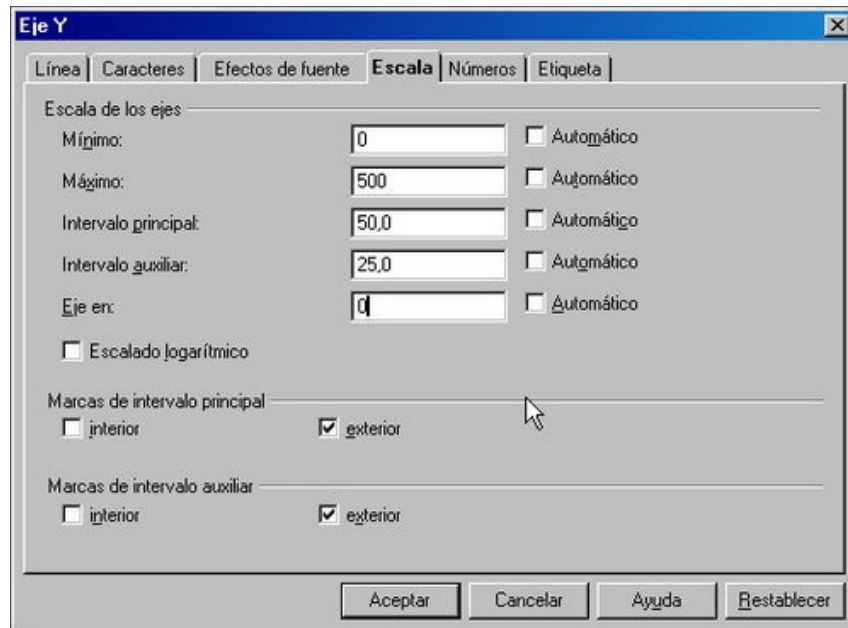 Eje Y
Línea Caracteres Efectos de fuente Escala Números Etiqueta
Escala de los ejes
Mínimo: 0 Automático
Máximo: 500 Automático
Intervalo principal: 50,0 Automático
Intervalo auxiliar: 25,0 Automático
Eje en: 0 Automático
Escalado logarítmico
Marcas de intervalo principal
interior exterior
Marcas de intervalo auxiliar
interior exterior
Aceptar Cancelar Ayuda Restablecer